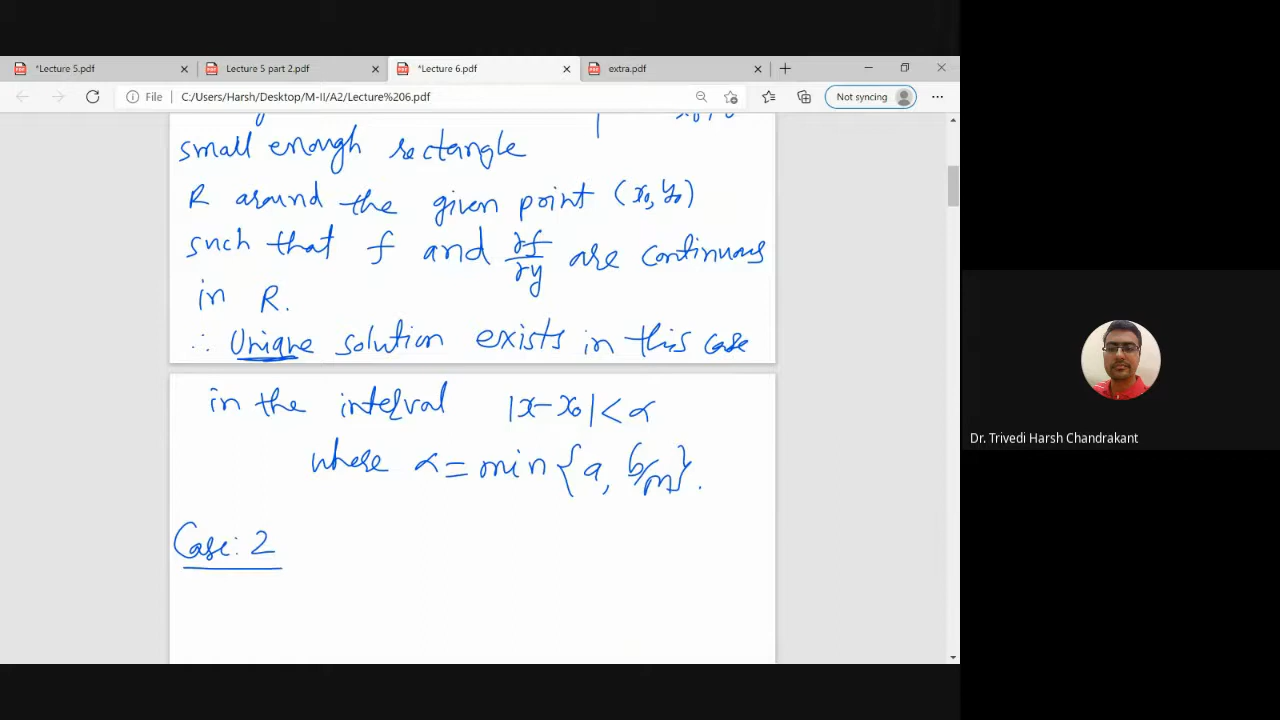 *Lecture 5.pdf
Lecture 5 part 2.pdf
*Lecture 6.pdf
extra.pdf
File
C:/Users/Harsh/Desktop/M-II/A2/Lecture%206.pdf
Not syncing
small enough rectangle
R around the given point (x₀, y₀)
such that f and ∂f/∂y are continuous
in R.
∴ Unique solution exists in this case
in the interval |x-x₀| < α
where α = min {a, b/m}.
Case: 2
Dr. Trivedi Harsh Chandrakant